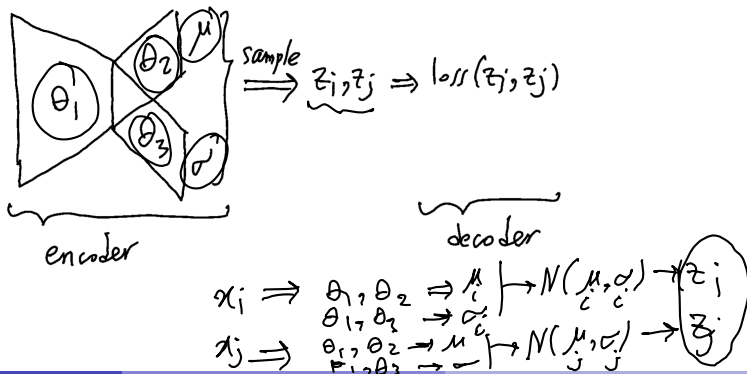 θ₁ θ₂ μ
θ₃ σ
sample
⇒ zᵢ, zⱼ ⇒ loss(zᵢ, zⱼ)
encoder
decoder
xᵢ ⇒ θ₁, θ₂ ⇒ μᵢ → N(μᵢ, σᵢ) → zᵢ
θ₁, θ₃ → σᵢ
xⱼ ⇒ θ₁, θ₂ → μ → N(μⱼ, σⱼ) → zⱼ